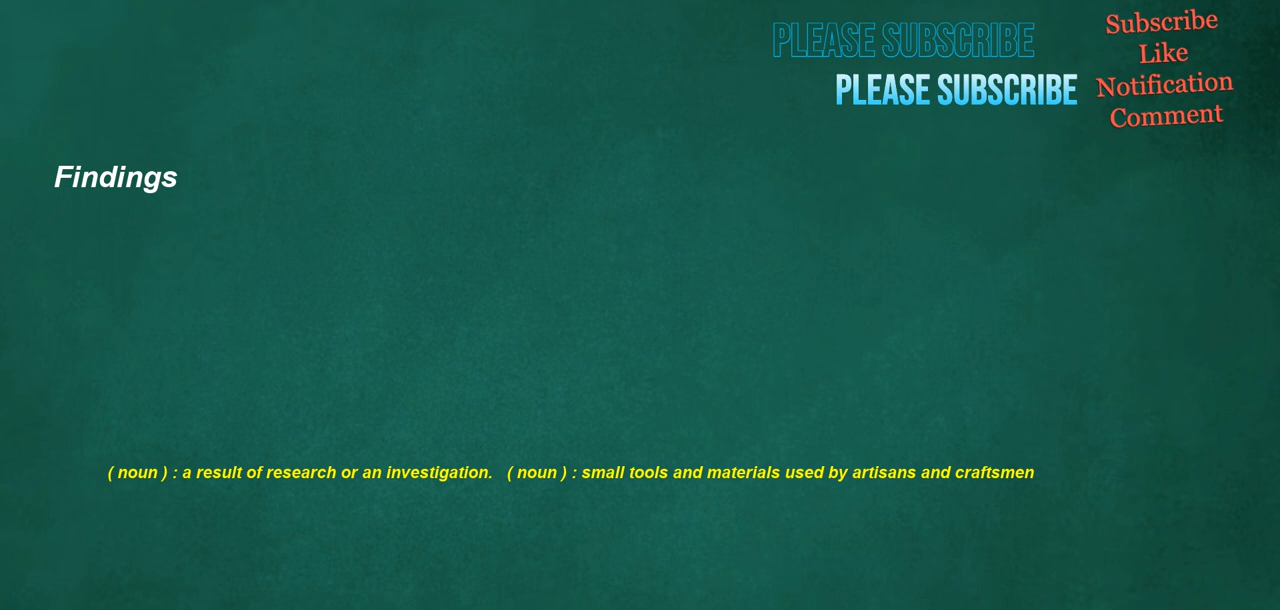 PLEASE SUBSCRIBE
PLEASE SUBSCRIBE
Subscribe
Like
Notification
Comment
Findings
( noun ) : a result of research or an investigation.   ( noun ) : small tools and materials used by artisans and craftsmen